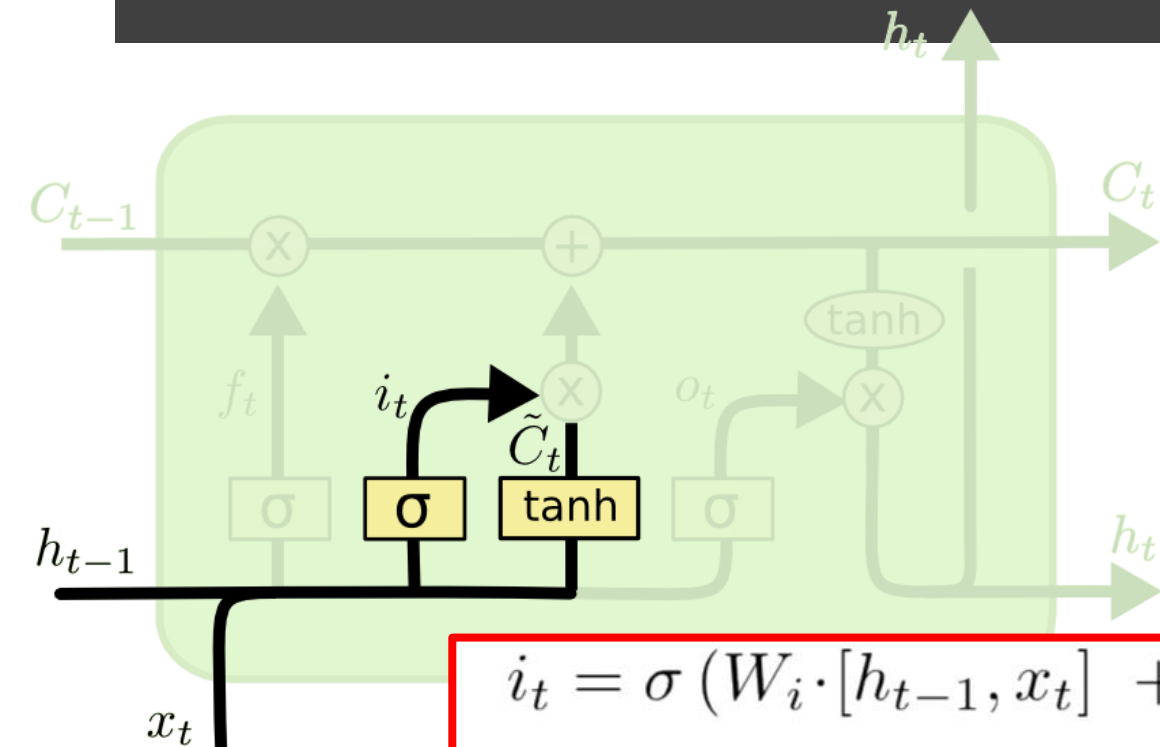 h_t
C_{t-1}
C_t
x
+
tanh
f_t
i_t
x
o_t
x
C̃_t
σ
σ
tanh
σ
h_{t-1}
h_t
i_t = σ (W_i · [h_{t-1}, x_t] +
x_t